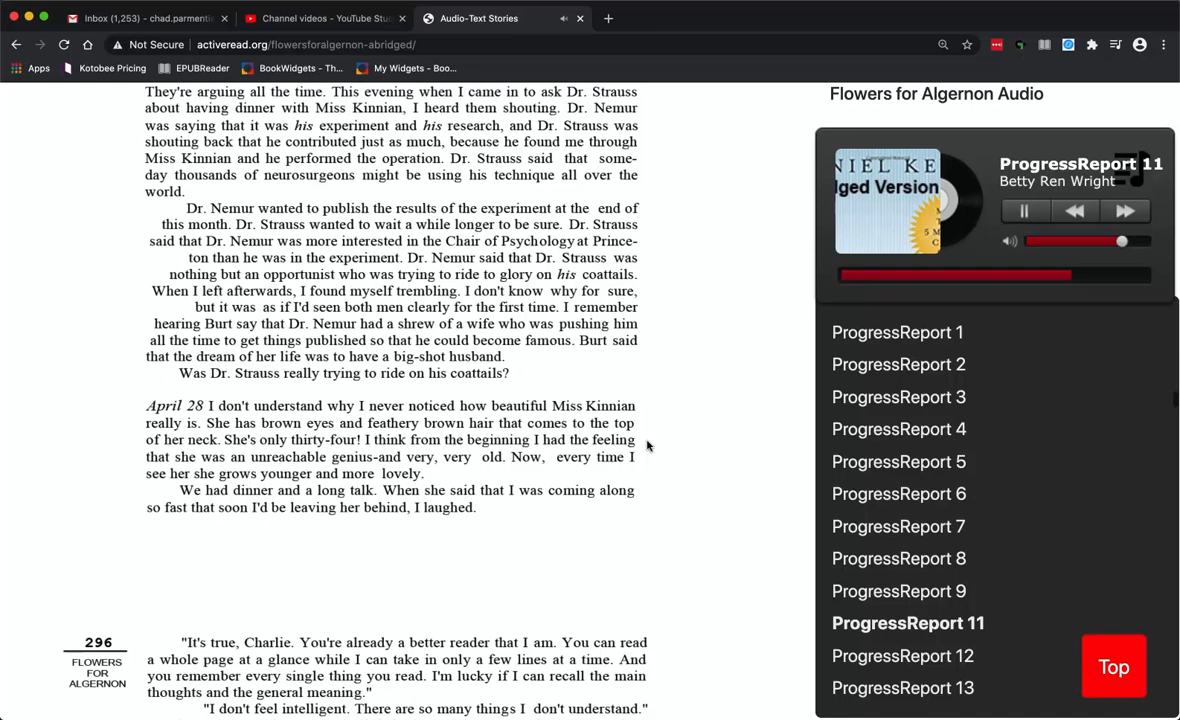 Inbox (1,253) - chad.parmentie
Channel videos - YouTube Stu
Audio-Text Stories
Not Secure
activeread.org/flowersforalgernon-abridged/
Apps
Kotobee Pricing
EPUBReader
BookWidgets - Th...
My Widgets - Boo...
They're arguing all the time. This evening when I came in to ask Dr. Strauss
about having dinner with Miss Kinnian, I heard them shouting. Dr. Nemur
was saying that it was his experiment and his research, and Dr. Strauss was
shouting back that he contributed just as much, because he found me through
Miss Kinnian and he performed the operation. Dr. Strauss said that some-
day thousands of neurosurgeons might be using his technique all over the
world.
Dr. Nemur wanted to publish the results of the experiment at the end of
this month. Dr. Strauss wanted to wait a while longer to be sure. Dr. Strauss
said that Dr. Nemur was more interested in the Chair of Psychology at Prince-
ton than he was in the experiment. Dr. Nemur said that Dr. Strauss was
nothing but an opportunist who was trying to ride to glory on his coattails.
When I left afterwards, I found myself trembling. I don't know why for sure,
but it was as if I'd seen both men clearly for the first time. I remember
hearing Burt say that Dr. Nemur had a shrew of a wife who was pushing him
all the time to get things published so that he could become famous. Burt said
that the dream of her life was to have a big-shot husband.
Was Dr. Strauss really trying to ride on his coattails?
April 28 I don't understand why I never noticed how beautiful Miss Kinnian
really is. She has brown eyes and feathery brown hair that comes to the top
of her neck. She's only thirty-four! I think from the beginning I had the feeling
that she was an unreachable genius-and very, very old. Now, every time I
see her she grows younger and more lovely.
We had dinner and a long talk. When she said that I was coming along
so fast that soon I'd be leaving her behind, I laughed.
296
FLOWERS
FOR
ALGERNON
"It's true, Charlie. You're already a better reader that I am. You can read
a whole page at a glance while I can take in only a few lines at a time. And
you remember every single thing you read. I'm lucky if I can recall the main
thoughts and the general meaning."
"I don't feel intelligent. There are so many things I don't understand."
Flowers for Algernon Audio
NIEL KE
lged Version
M
5 M
C
ProgressReport 11
Betty Ren Wright
ProgressReport 1
ProgressReport 2
ProgressReport 3
ProgressReport 4
ProgressReport 5
ProgressReport 6
ProgressReport 7
ProgressReport 8
ProgressReport 9
ProgressReport 11
ProgressReport 12
ProgressReport 13
Top